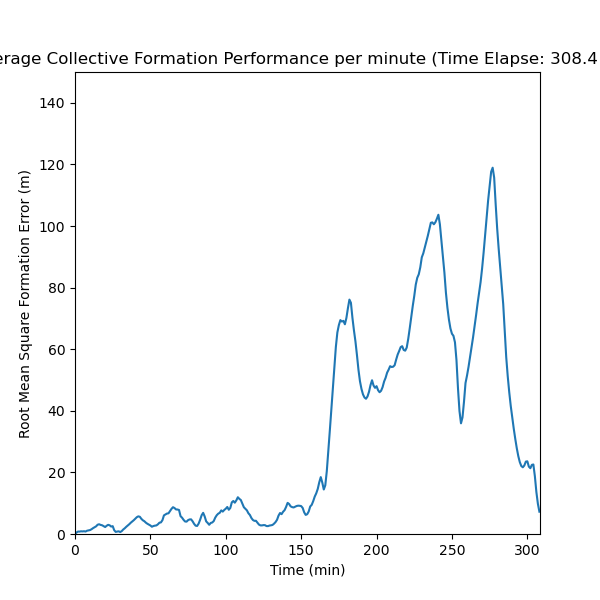 erage Collective Formation Performance per minute (Time Elapse: 308.4
140
120
100
80
60
40
20
0
Root Mean Square Formation Error (m)
0 50 100 150 200 250 300
Time (min)